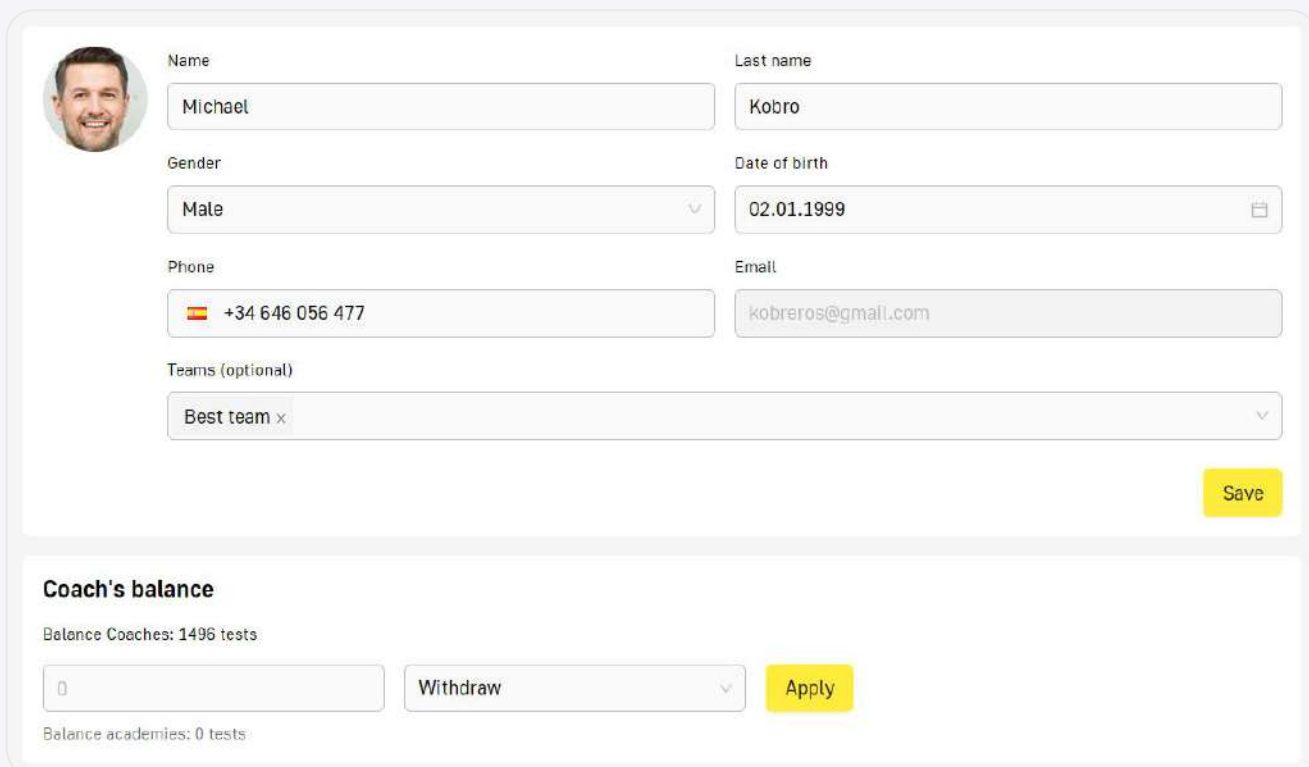 Name
Last name
Michael
Kobro
Gender
Date of birth
Male
02.01.1999
Phone
Email
+34 646 056 477
kobreros@gmail.com
Teams (optional)
Best team x
Save
Coach's balance
Balance Coaches: 1496 tests
0
Withdraw
Apply
Balance academies: 0 tests